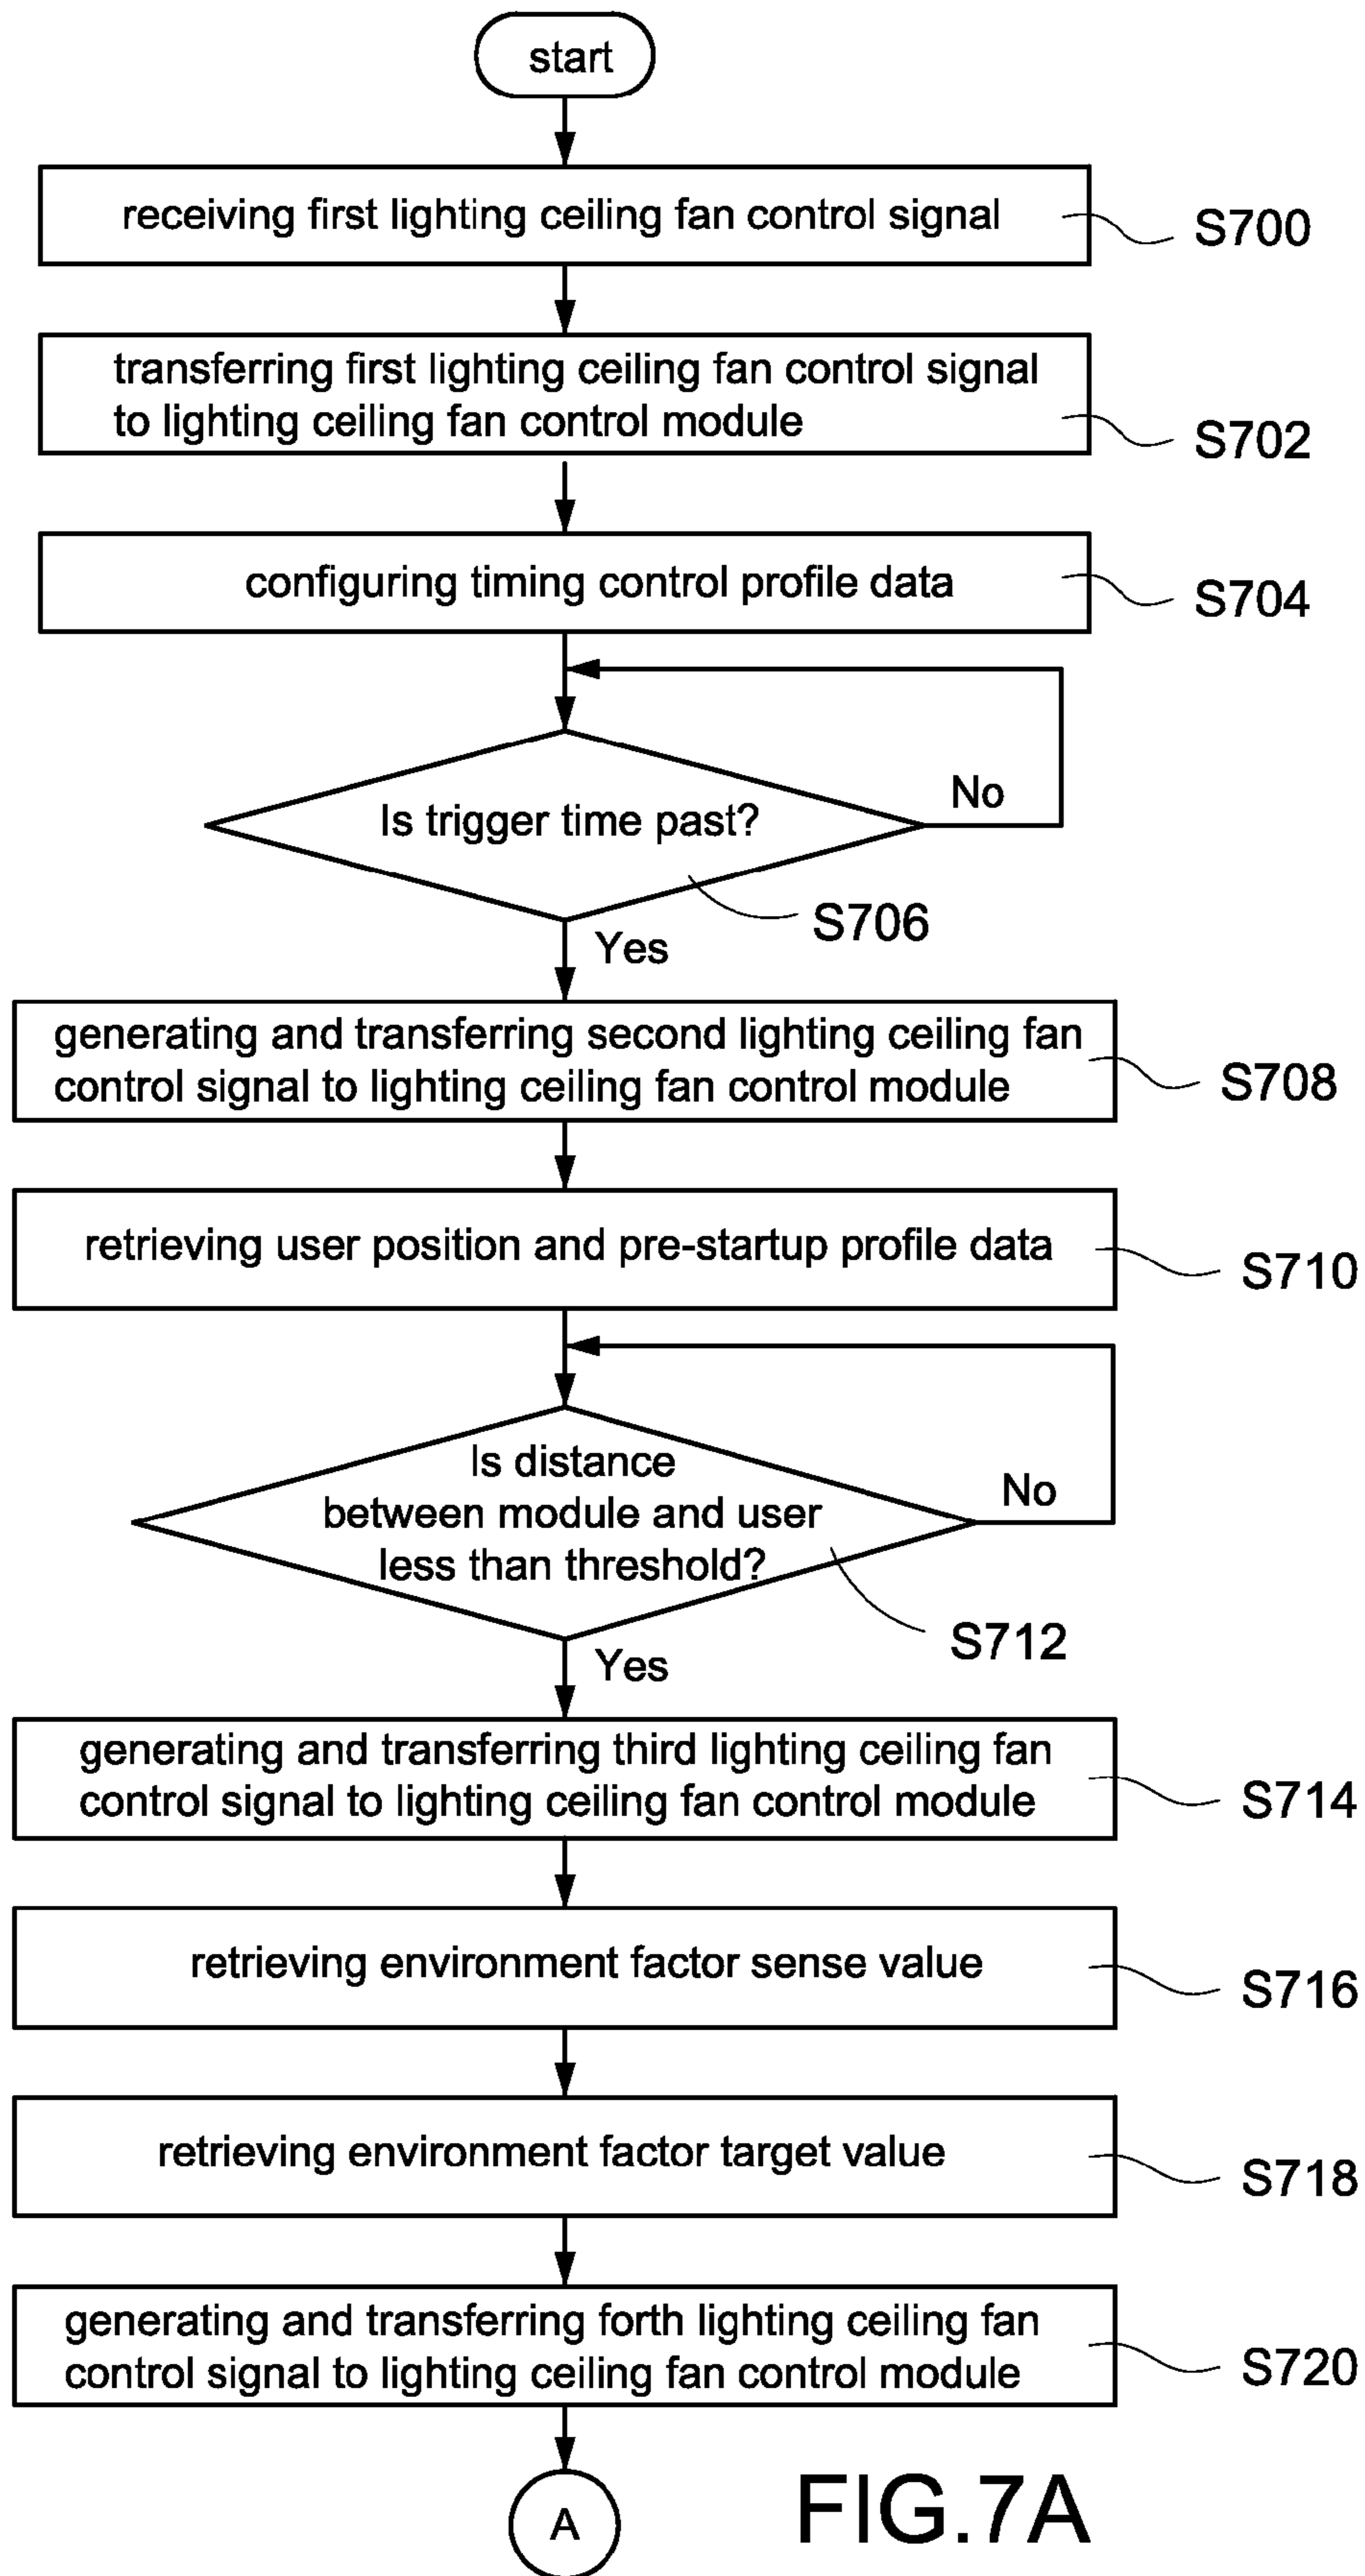 start
receiving first lighting ceiling fan control signal
S700
transferring first lighting ceiling fan control signal
to lighting ceiling fan control module
S702
configuring timing control profile data
S704
No
Is trigger time past?
S706
Yes
generating and transferring second lighting ceiling fan
control signal to lighting ceiling fan control module
S708
retrieving user position and pre-startup profile data
S710
Is distance
between module and user
less than threshold?
No
S712
Yes
generating and transferring third lighting ceiling fan
control signal to lighting ceiling fan control module
S714
retrieving environment factor sense value
S716
retrieving environment factor target value
S718
generating and transferring forth lighting ceiling fan
control signal to lighting ceiling fan control module
S720
A
FIG.7A